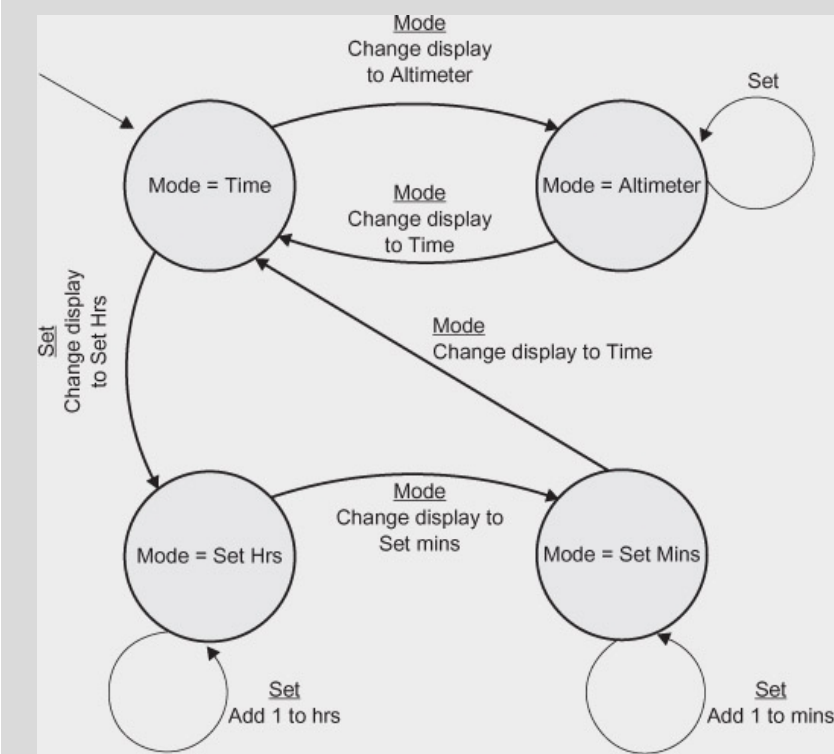 Mode
Change display
to Altimeter
Set
Mode = Time
Mode
Change display
to Time
Mode = Altimeter
Set
Change display
to Set Hrs
Mode
Change display to Time
Mode = Set Hrs
Mode
Change display to
Set mins
Mode = Set Mins
Set
Add 1 to hrs
Set
Add 1 to mins